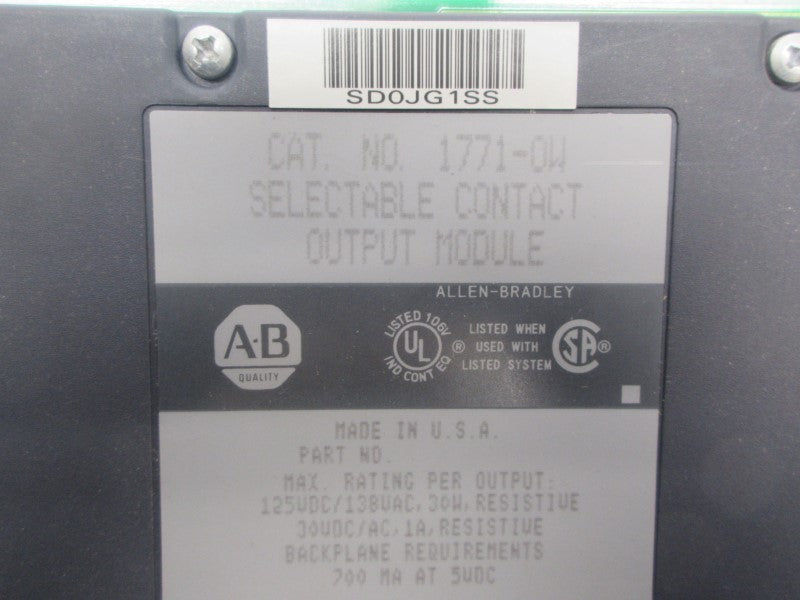 SD0JG1SS
CAT. NO. 1771-OW
SELECTABLE CONTACT
OUTPUT MODULE
ALLEN-BRADLEY
A·B
QUALITY
LISTED 106V
UL
IND CONT EQ
®
LISTED WHEN
USED WITH
LISTED SYSTEM
SA ®
MADE IN U.S.A.
PART NO.
MAX. RATING PER OUTPUT:
125VDC/138VAC, 30W, RESISTIVE
30VDC/AC, 1A, RESISTIVE
BACKPLANE REQUIREMENTS
700 MA AT 5VDC